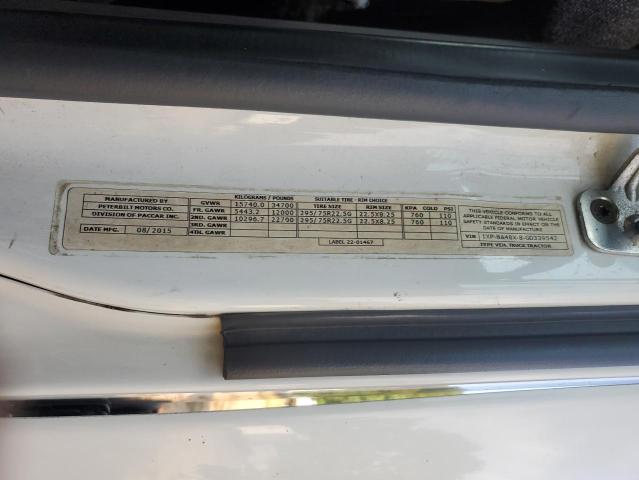 MANUFACTURED BY
PETERBILT MOTORS CO.
DIVISION OF PACCAR INC.
DATE MFG. 08/2015
KILOGRAMS / POUNDS SUITABLE TIRE - RIM CHOICE
GVWR 15740.0 34700 TIRE SIZE RIM SIZE KPA COLD PSI
FR. GAWR 5443.2 12000 295/75R22.5G 22.5X8.25 760 110
2ND. GAWR 10296.7 22700 295/75R22.5G 22.5X8.25 760 110
3RD. GAWR
4TH. GAWR
LABEL 22-01467
THIS VEHICLE CONFORMS TO ALL
APPLICABLE FEDERAL MOTOR VEHICLE
SAFETY STANDARDS IN EFFECT ON THE
DATE OF MANUFACTURE
VIN 1XP-BA48X-8-GD339542
TYPE VEH. TRUCK TRACTOR